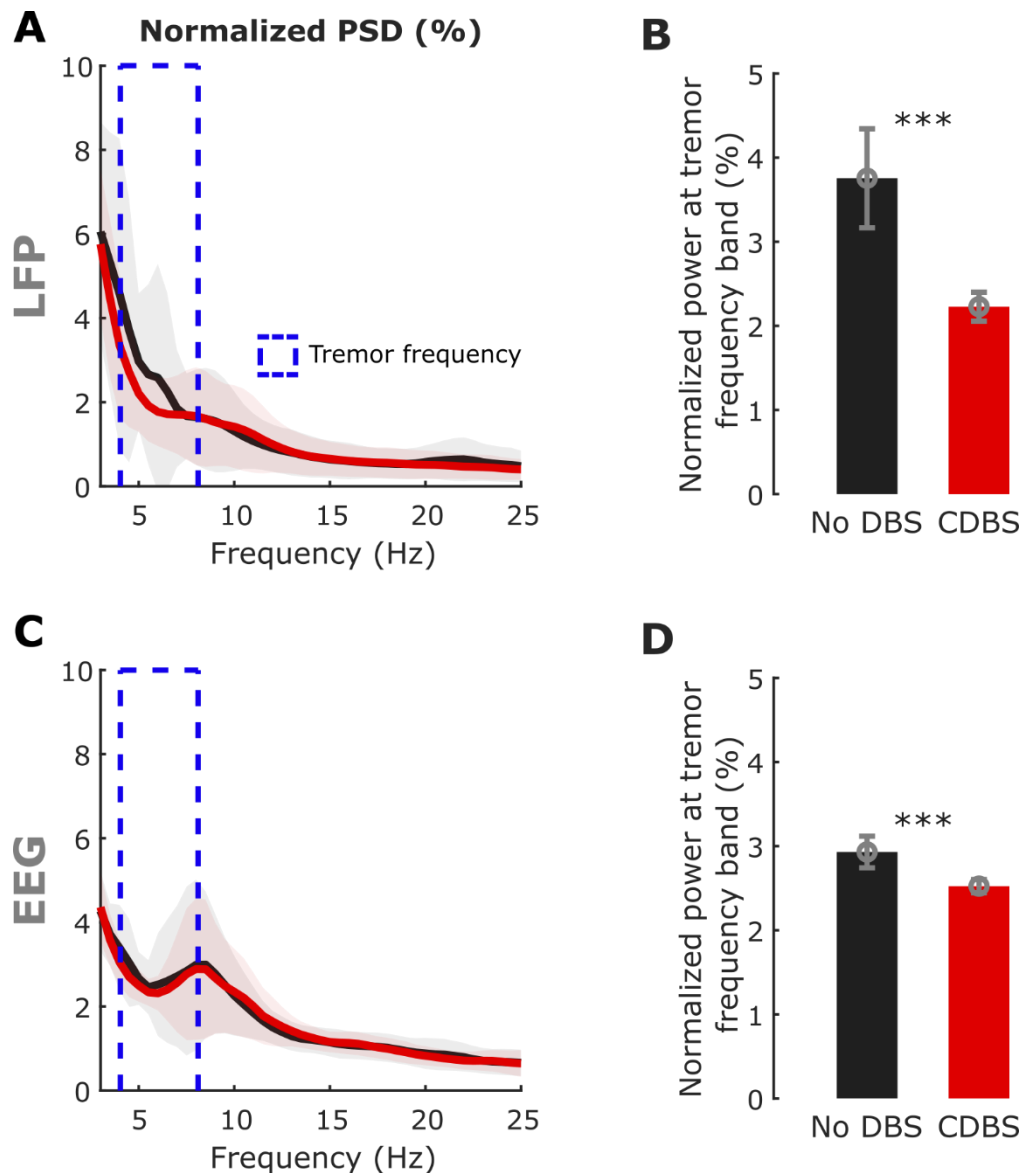 A
Normalized PSD (%)
LFP
10
8
6
4
2
0
Tremor frequency
5 10 15 20 25
Frequency (Hz)
B
Normalized power at tremor
frequency band (%)
5
4
3
2
1
0
***
No DBS CDBS
C
EEG
10
8
6
4
2
0
5 10 15 20 25
Frequency (Hz)
D
Normalized power at tremor
frequency band (%)
5
4
3
2
1
0
***
No DBS CDBS